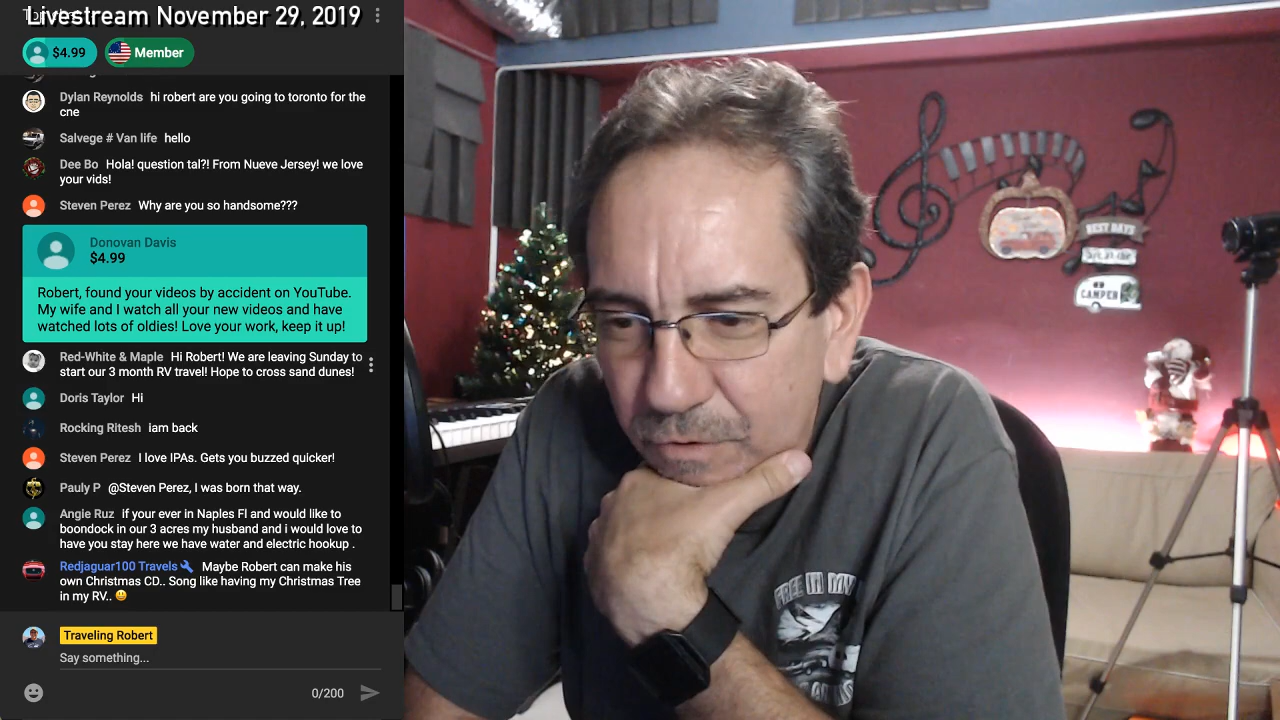 Livestream November 29, 2019
$4.99
Member
Dylan Reynolds hi robert are you going to toronto for the
cne
Salvege # Van life hello
Dee Bo Hola! question tal?! From Nueve Jersey! we love
your vids!
Steven Perez Why are you so handsome???
Donovan Davis
$4.99
Robert, found your videos by accident on YouTube.
My wife and I watch all your new videos and have
watched lots of oldies! Love your work, keep it up!
Red-White & Maple Hi Robert! We are leaving Sunday to
start our 3 month RV travel! Hope to cross sand dunes!
Doris Taylor Hi
Rocking Ritesh iam back
Steven Perez I love IPAs. Gets you buzzed quicker!
Pauly P @Steven Perez, I was born that way.
Angie Ruz if your ever in Naples Fl and would like to
boondock in our 3 acres my husband and i would love to
have you stay here we have water and electric hookup .
Redjaguar100 Travels Maybe Robert can make his
own Christmas CD.. Song like having my Christmas Tree
in my RV..
Traveling Robert
Say something...
0/200
BEST DAYS
CAMPER
FREE IN MY